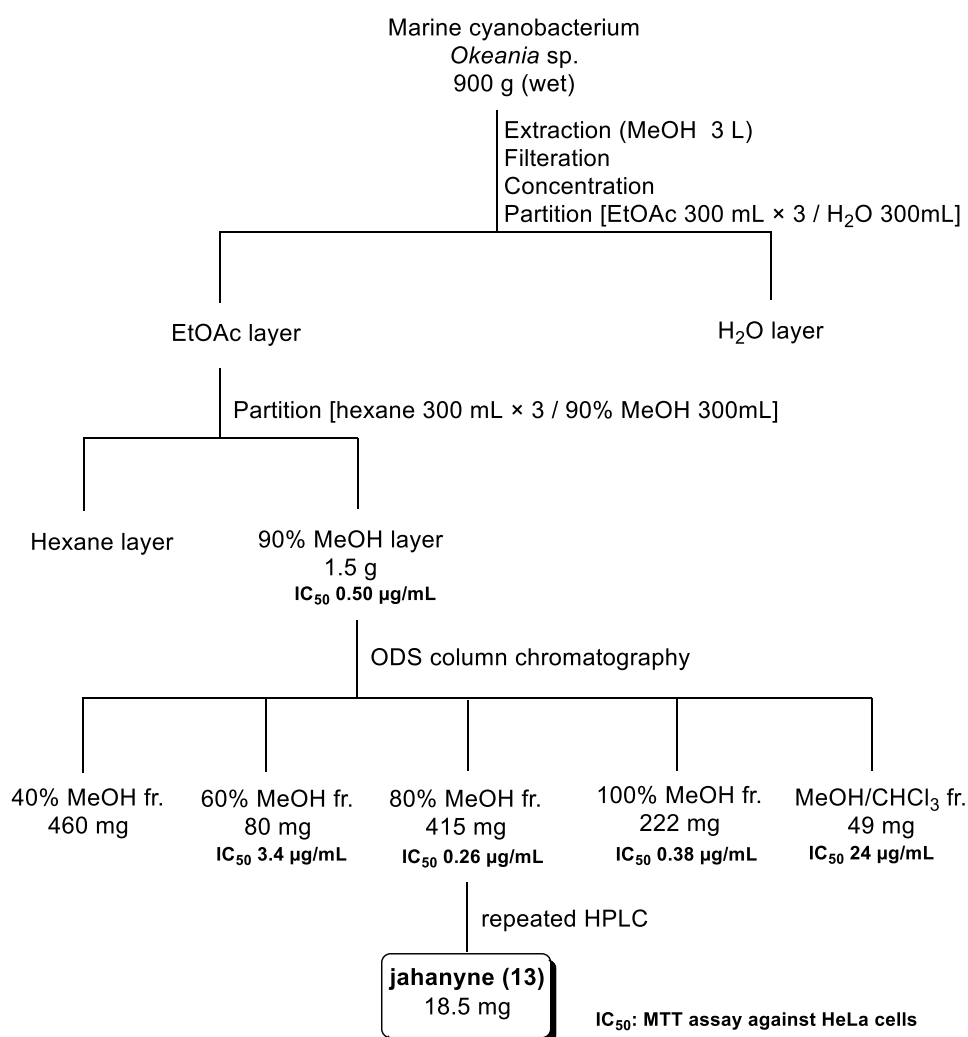 Marine cyanobacterium
Okeania sp.
900 g (wet)
Extraction (MeOH  3 L)
Filteration
Concentration
Partition [EtOAc 300 mL × 3 / H₂O 300mL]
EtOAc layer
H₂O layer
Partition [hexane 300 mL × 3 / 90% MeOH 300mL]
Hexane layer
90% MeOH layer
1.5 g
IC₅₀ 0.50 µg/mL
ODS column chromatography
40% MeOH fr.
460 mg
60% MeOH fr.
80 mg
IC₅₀ 3.4 µg/mL
80% MeOH fr.
415 mg
IC₅₀ 0.26 µg/mL
100% MeOH fr.
222 mg
IC₅₀ 0.38 µg/mL
MeOH/CHCl₃ fr.
49 mg
IC₅₀ 24 µg/mL
repeated HPLC
jahanyne (13)
18.5 mg
IC₅₀: MTT assay against HeLa cells